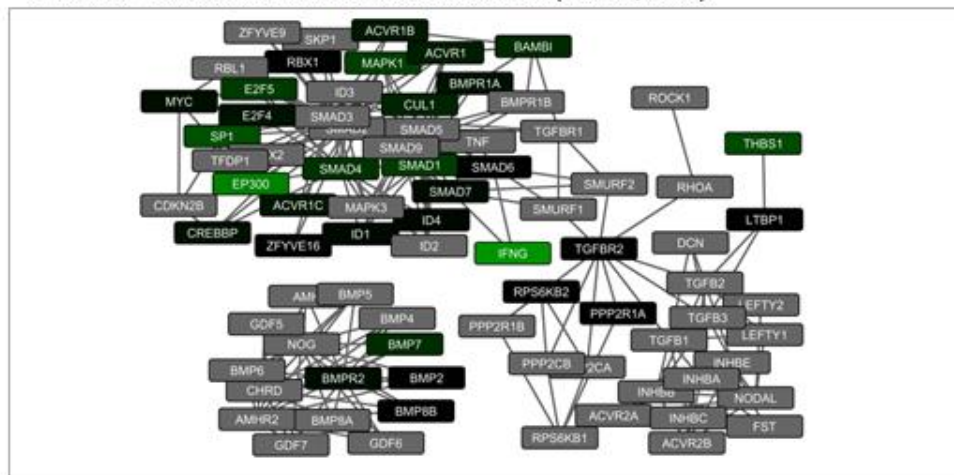 ZFYVE9
SKP1
ACVR1B
BAMBI
RBX1
MAPK1
ACVR1
RBL1
E2F5
ID3
BMPR1A
ROCK1
MYC
E2F4
CUL1
BMPR1B
SMAD3
SP1
SMAD5
TNF
TGFBR1
THBS1
TFDP1
SMAD9
SMAD4
SMAD1
SMAD6
EP300
SMAD7
SMURF2
RHOA
CDKN2B
ACVR1C
MAPK3
ID4
SMURF1
LTBP1
CREBBP
ZFYVE16
ID1
ID2
IFNG
TGFBR2
DCN
TGFB2
RPS6KB2
BMP5
LEFTY2
GDF5
BMP4
PPP2R1B
PPP2R1A
TGFB3
NOG
BMP7
TGFB1
LEFTY1
BMP6
BMPR2
BMP2
PPP2CB
INHBE
CHRD
INHBA
BMP8B
NODAL
AMHR2
BMP8A
ACVR2A
INHBC
FST
GDF7
GDF6
RPS6KB1
ACVR2B